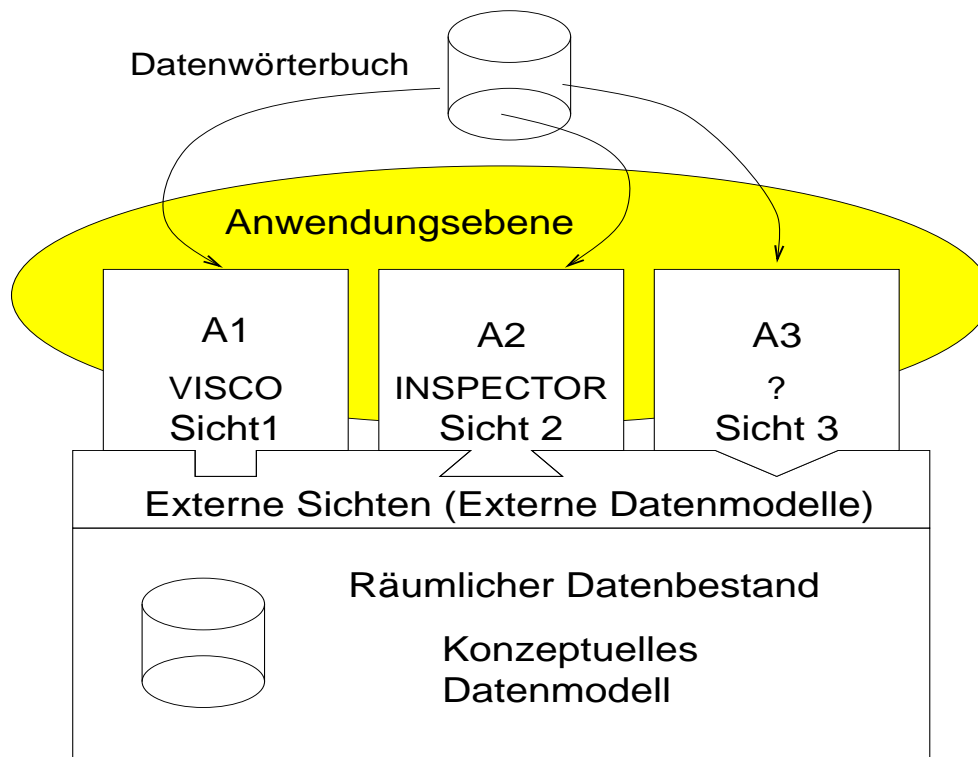 Datenwörterbuch
Anwendungsebene
A1
VISCO
Sicht1
A2
INSPECTOR
Sicht 2
A3
?
Sicht 3
Externe Sichten (Externe Datenmodelle)
Räumlicher Datenbestand
Konzeptuelles
Datenmodell